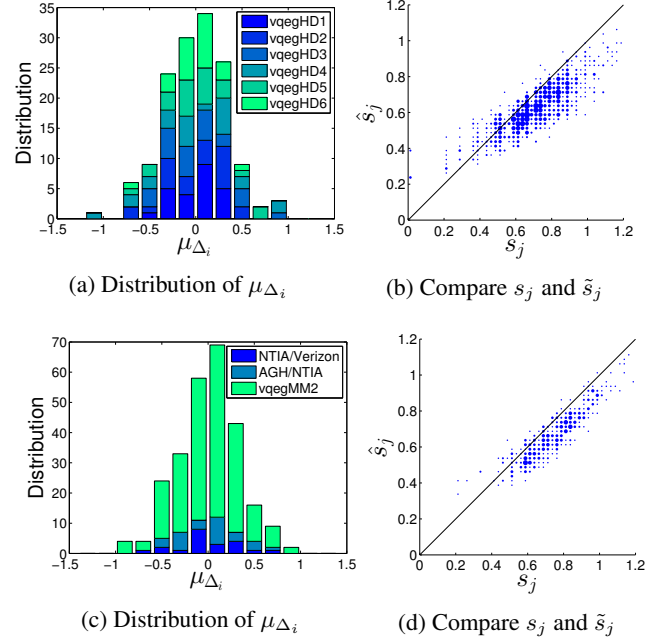 35
30
25
20
15
10
5
0
Distribution
-1.5 -1 -0.5 0 0.5 1 1.5
μ_Δᵢ
vqegHD1
vqegHD2
vqegHD3
vqegHD4
vqegHD5
vqegHD6
(a) Distribution of μ_Δᵢ
1.2
1
0.8
0.6
0.4
0.2
0
ŝⱼ
0 0.2 0.4 0.6 0.8 1 1.2
sⱼ
(b) Compare sⱼ and s̃ⱼ
70
60
50
40
30
20
10
0
Distribution
-1.5 -1 -0.5 0 0.5 1 1.5
μ_Δᵢ
NTIA/Verizon
AGH/NTIA
vqegMM2
(c) Distribution of μ_Δᵢ
1.2
1
0.8
0.6
0.4
0.2
0
ŝⱼ
0 0.2 0.4 0.6 0.8 1 1.2
sⱼ
(d) Compare sⱼ and s̃ⱼ